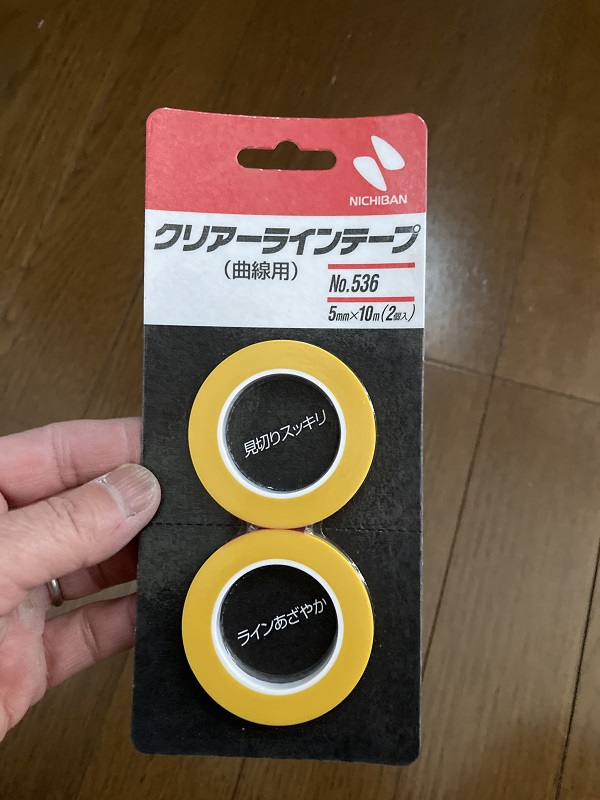 NICHIBAN
クリアーラインテープ
(曲線用)
No.536
5mm×10m(2個入)
見切りスッキリ
ラインあざやか